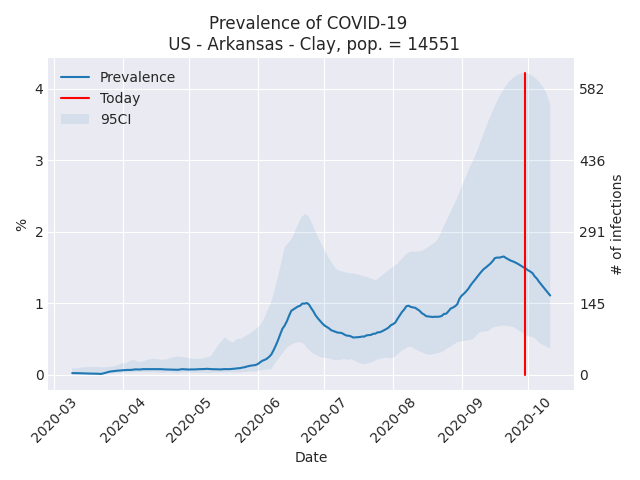 Prevalence of COVID-19
US - Arkansas - Clay, pop. = 14551
Prevalence
Today
95CI
4
3
2
1
0
%
582
436
291
145
0
# of infections
2020-03
2020-04
2020-05
2020-06
2020-07
2020-08
2020-09
2020-10
Date